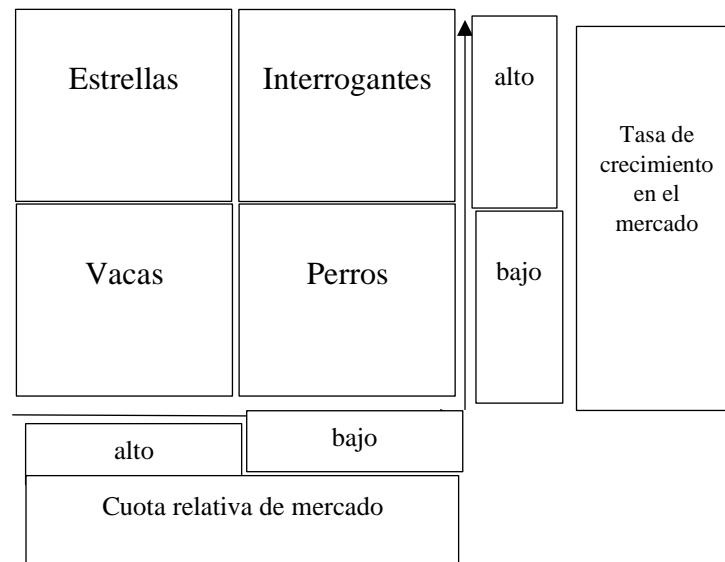 Estrellas
Interrogantes
alto
Tasa de
crecimiento
en el
mercado
Vacas
Perros
bajo
alto
bajo
Cuota relativa de mercado